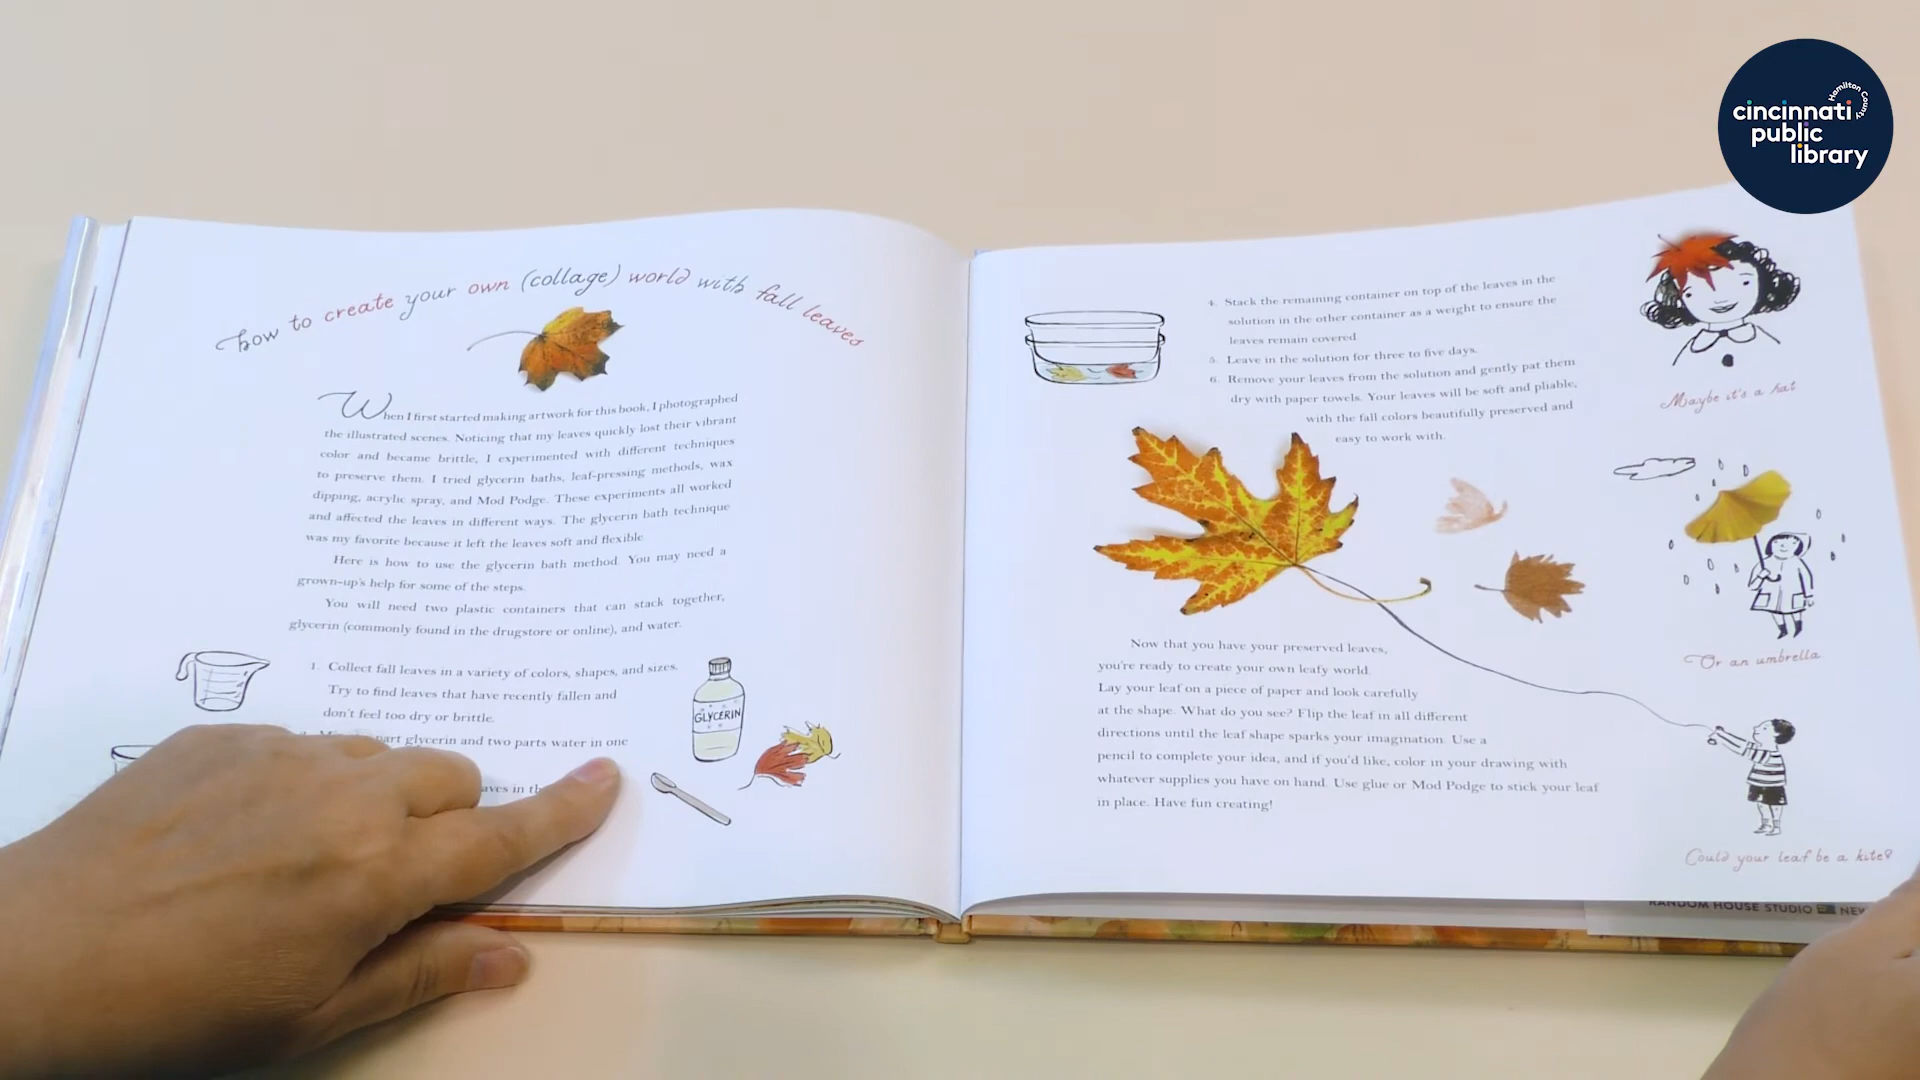 how to create your own (collage) world with fall leaves
When I first started making artwork for this book, I photographed
the illustrated scenes. Noticing that my leaves quickly lost their vibrant
color and became brittle, I experimented with different techniques
to preserve them. I tried glycerin baths, leaf-pressing methods, wax
dipping, acrylic spray, and Mod Podge. These experiments all worked
and affected the leaves in different ways. The glycerin bath technique
was my favorite because it left the leaves soft and flexible.
Here is how to use the glycerin bath method. You may need a
grown-up's help for some of the steps.
You will need two plastic containers that can stack together,
glycerin (commonly found in the drugstore or online), and water.
1. Collect fall leaves in a variety of colors, shapes, and sizes.
Try to find leaves that have recently fallen and
don't feel too dry or brittle.
part glycerin and two parts water in one
in
GLYCERIN
4. Stack the remaining container on top of the leaves in the
solution in the other container as a weight to ensure the
leaves remain covered.
5. Leave in the solution for three to five days.
6. Remove your leaves from the solution and gently pat them
dry with paper towels. Your leaves will be soft and pliable,
with the fall colors beautifully preserved and
easy to work with.
Now that you have your preserved leaves,
you're ready to create your own leafy world.
Lay your leaf on a piece of paper and look carefully
at the shape. What do you see? Flip the leaf in all different
directions until the leaf shape sparks your imagination. Use a
pencil to complete your idea, and if you'd like, color in your drawing with
whatever supplies you have on hand. Use glue or Mod Podge to stick your leaf
in place. Have fun creating!
Maybe it's a hat
Or an umbrella
Could your leaf be a kite?
RANDOM HOUSE STUDIO
cincinnati
Hamilton County
public
library